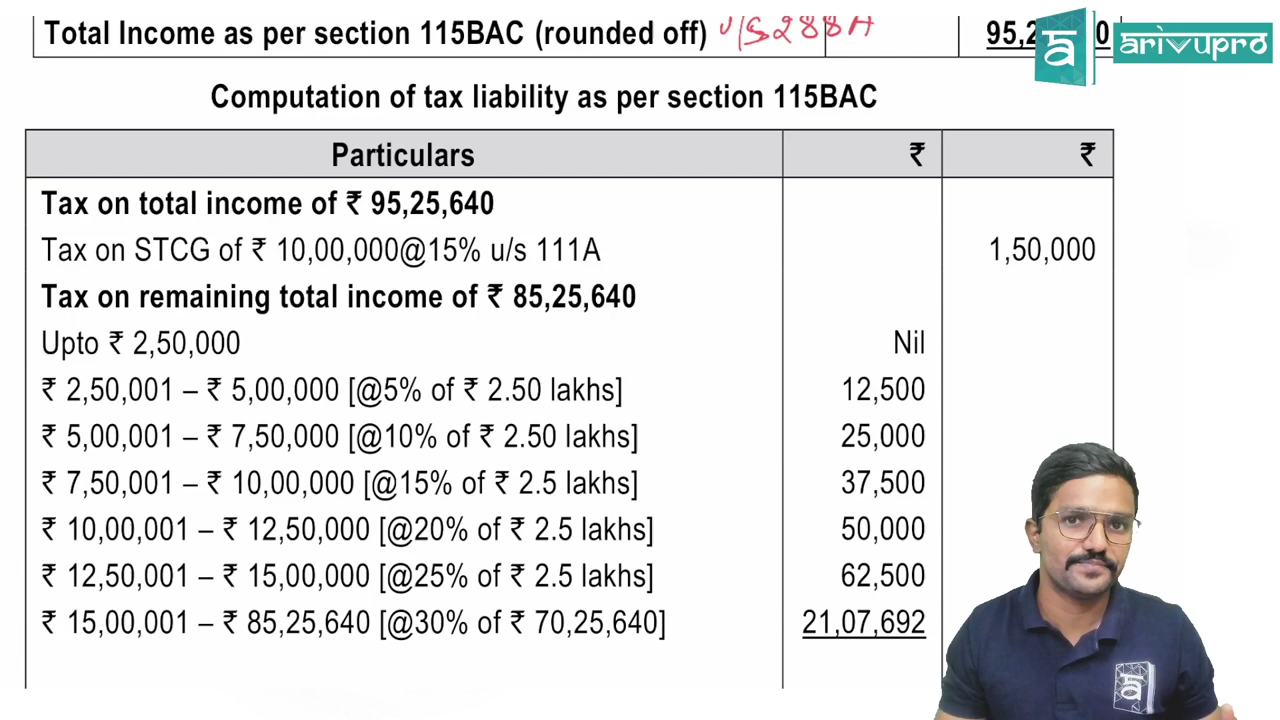 Total Income as per section 115BAC (rounded off) u/s 288A 95,2 0
arivupro
Computation of tax liability as per section 115BAC
Particulars ₹ ₹
Tax on total income of ₹ 95,25,640
Tax on STCG of ₹ 10,00,000@15% u/s 111A 1,50,000
Tax on remaining total income of ₹ 85,25,640
Upto ₹ 2,50,000 Nil
₹ 2,50,001 – ₹ 5,00,000 [@5% of ₹ 2.50 lakhs] 12,500
₹ 5,00,001 – ₹ 7,50,000 [@10% of ₹ 2.50 lakhs] 25,000
₹ 7,50,001 – ₹ 10,00,000 [@15% of ₹ 2.5 lakhs] 37,500
₹ 10,00,001 – ₹ 12,50,000 [@20% of ₹ 2.5 lakhs] 50,000
₹ 12,50,001 – ₹ 15,00,000 [@25% of ₹ 2.5 lakhs] 62,500
₹ 15,00,001 – ₹ 85,25,640 [@30% of ₹ 70,25,640] 21,07,692